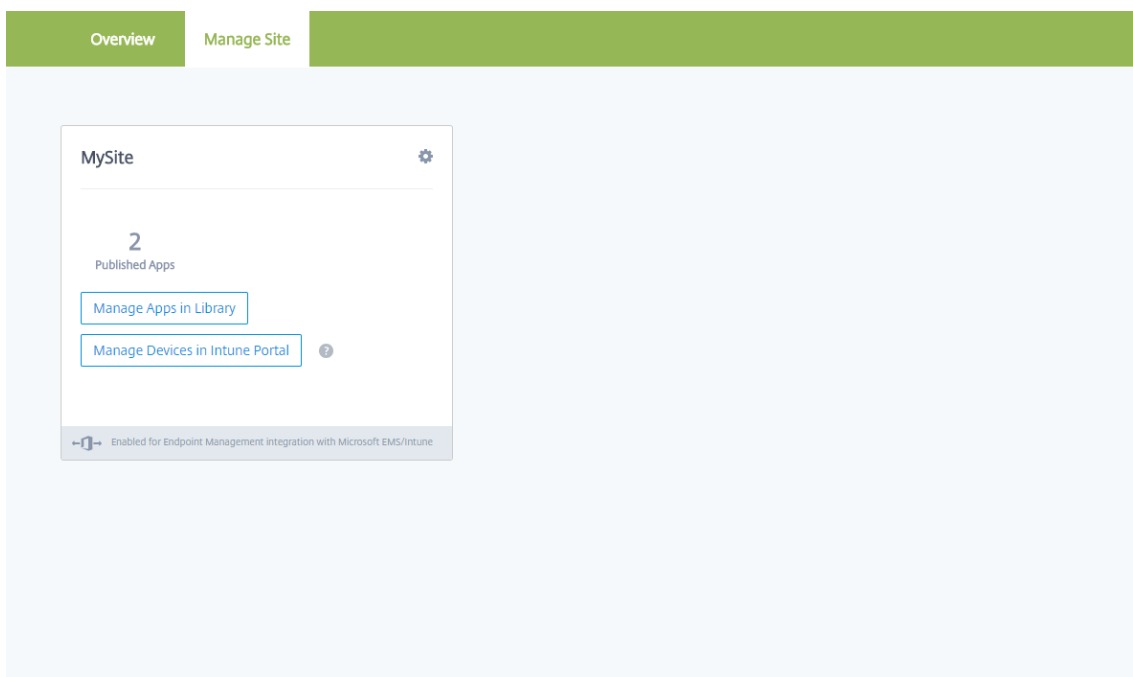 Overview
Manage Site
MySite
2
Published Apps
Manage Apps in Library
Manage Devices in Intune Portal
?
Enabled for Endpoint Management integration with Microsoft EMS/Intune